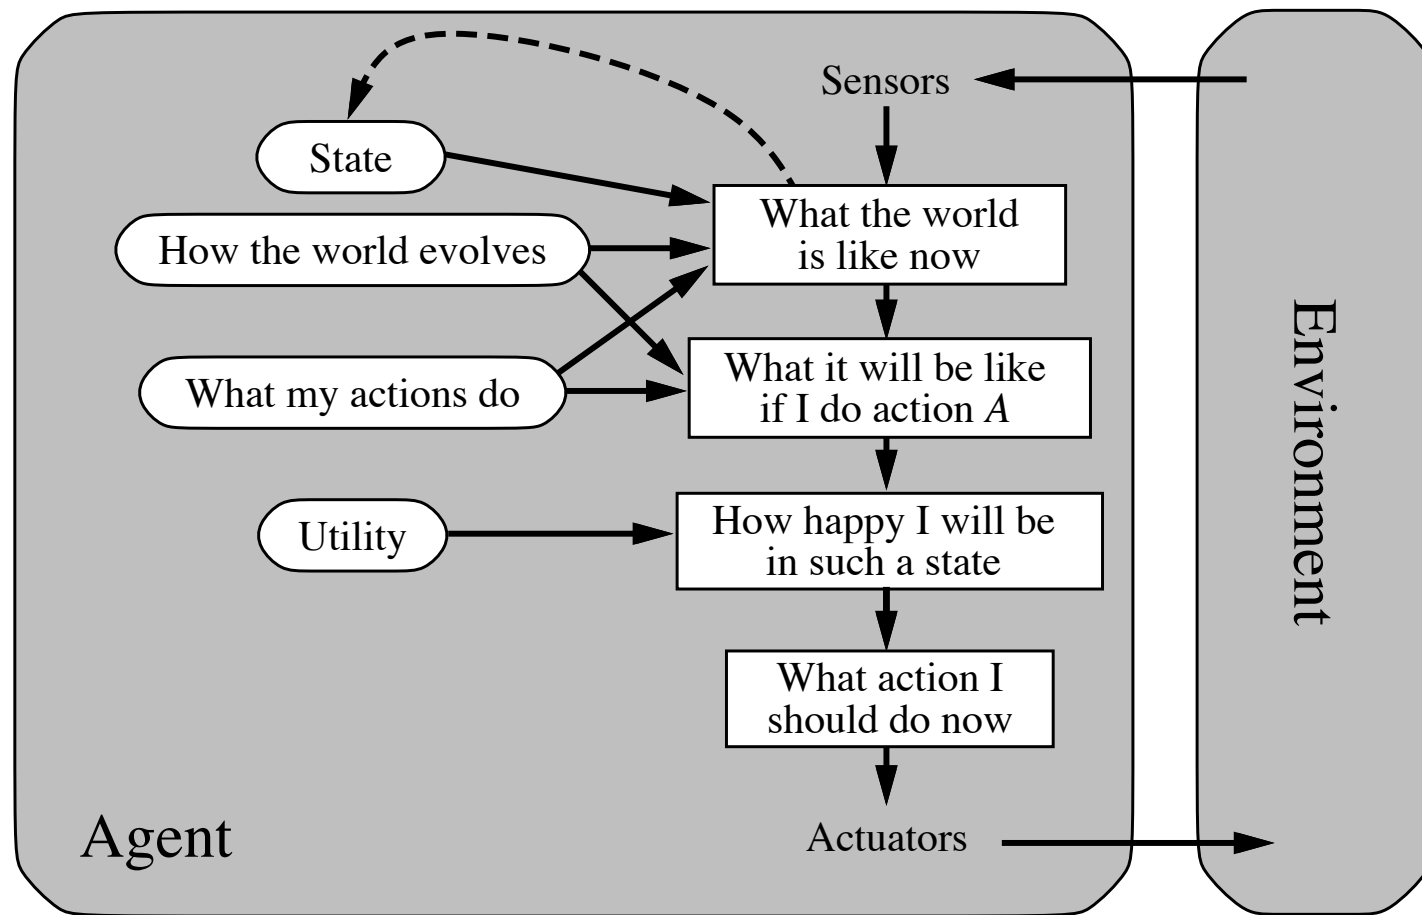 Sensors
State
What the world
is like now
How the world evolves
What it will be like
if I do action A
What my actions do
How happy I will be
in such a state
Utility
What action I
should do now
Agent
Actuators
Environment